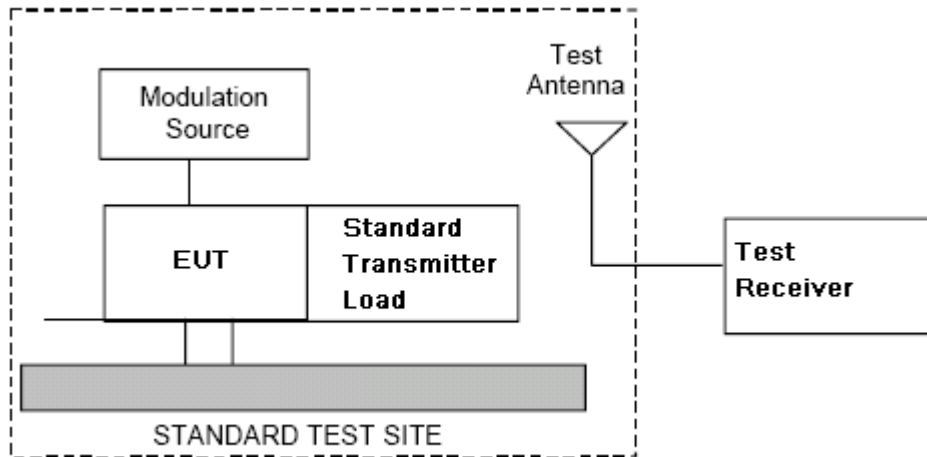 Test
Antenna
Modulation
Source
EUT
Standard
Transmitter
Load
Test
Receiver
STANDARD TEST SITE